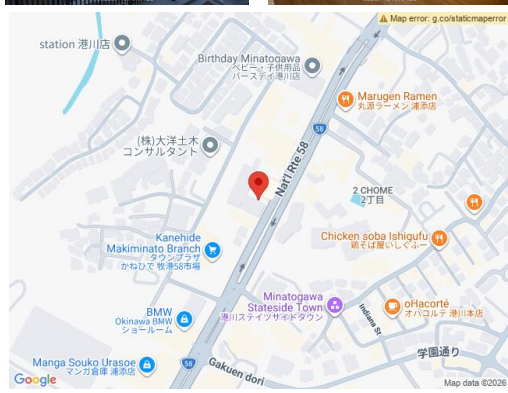 Map error: g.co/staticmaperror
station 港川店
Birthday Minatogawa
ベビー・子供用品
バースデイ港川店
Marugen Ramen
丸源ラーメン 浦添店
58
(株)大洋土木
コンサルタント
Nat'l Rte 58
2 CHOME
2丁目
Kanehide
Makiminato Branch
タウンプラザ
かねひで 牧港58市場
Chicken soba Ishigufu
鶏そば屋いしぐふー
Minatogawa
Stateside Town
港川ステイツサイドタウン
Indiana St
oHacorté
オハコルテ 港川本店
BMW
Okinawa BMW
ショールーム
Manga Souko Urasoe
マンガ倉庫 浦添店
58
Gakuen dori
学園通り
Google
Map data ©2026